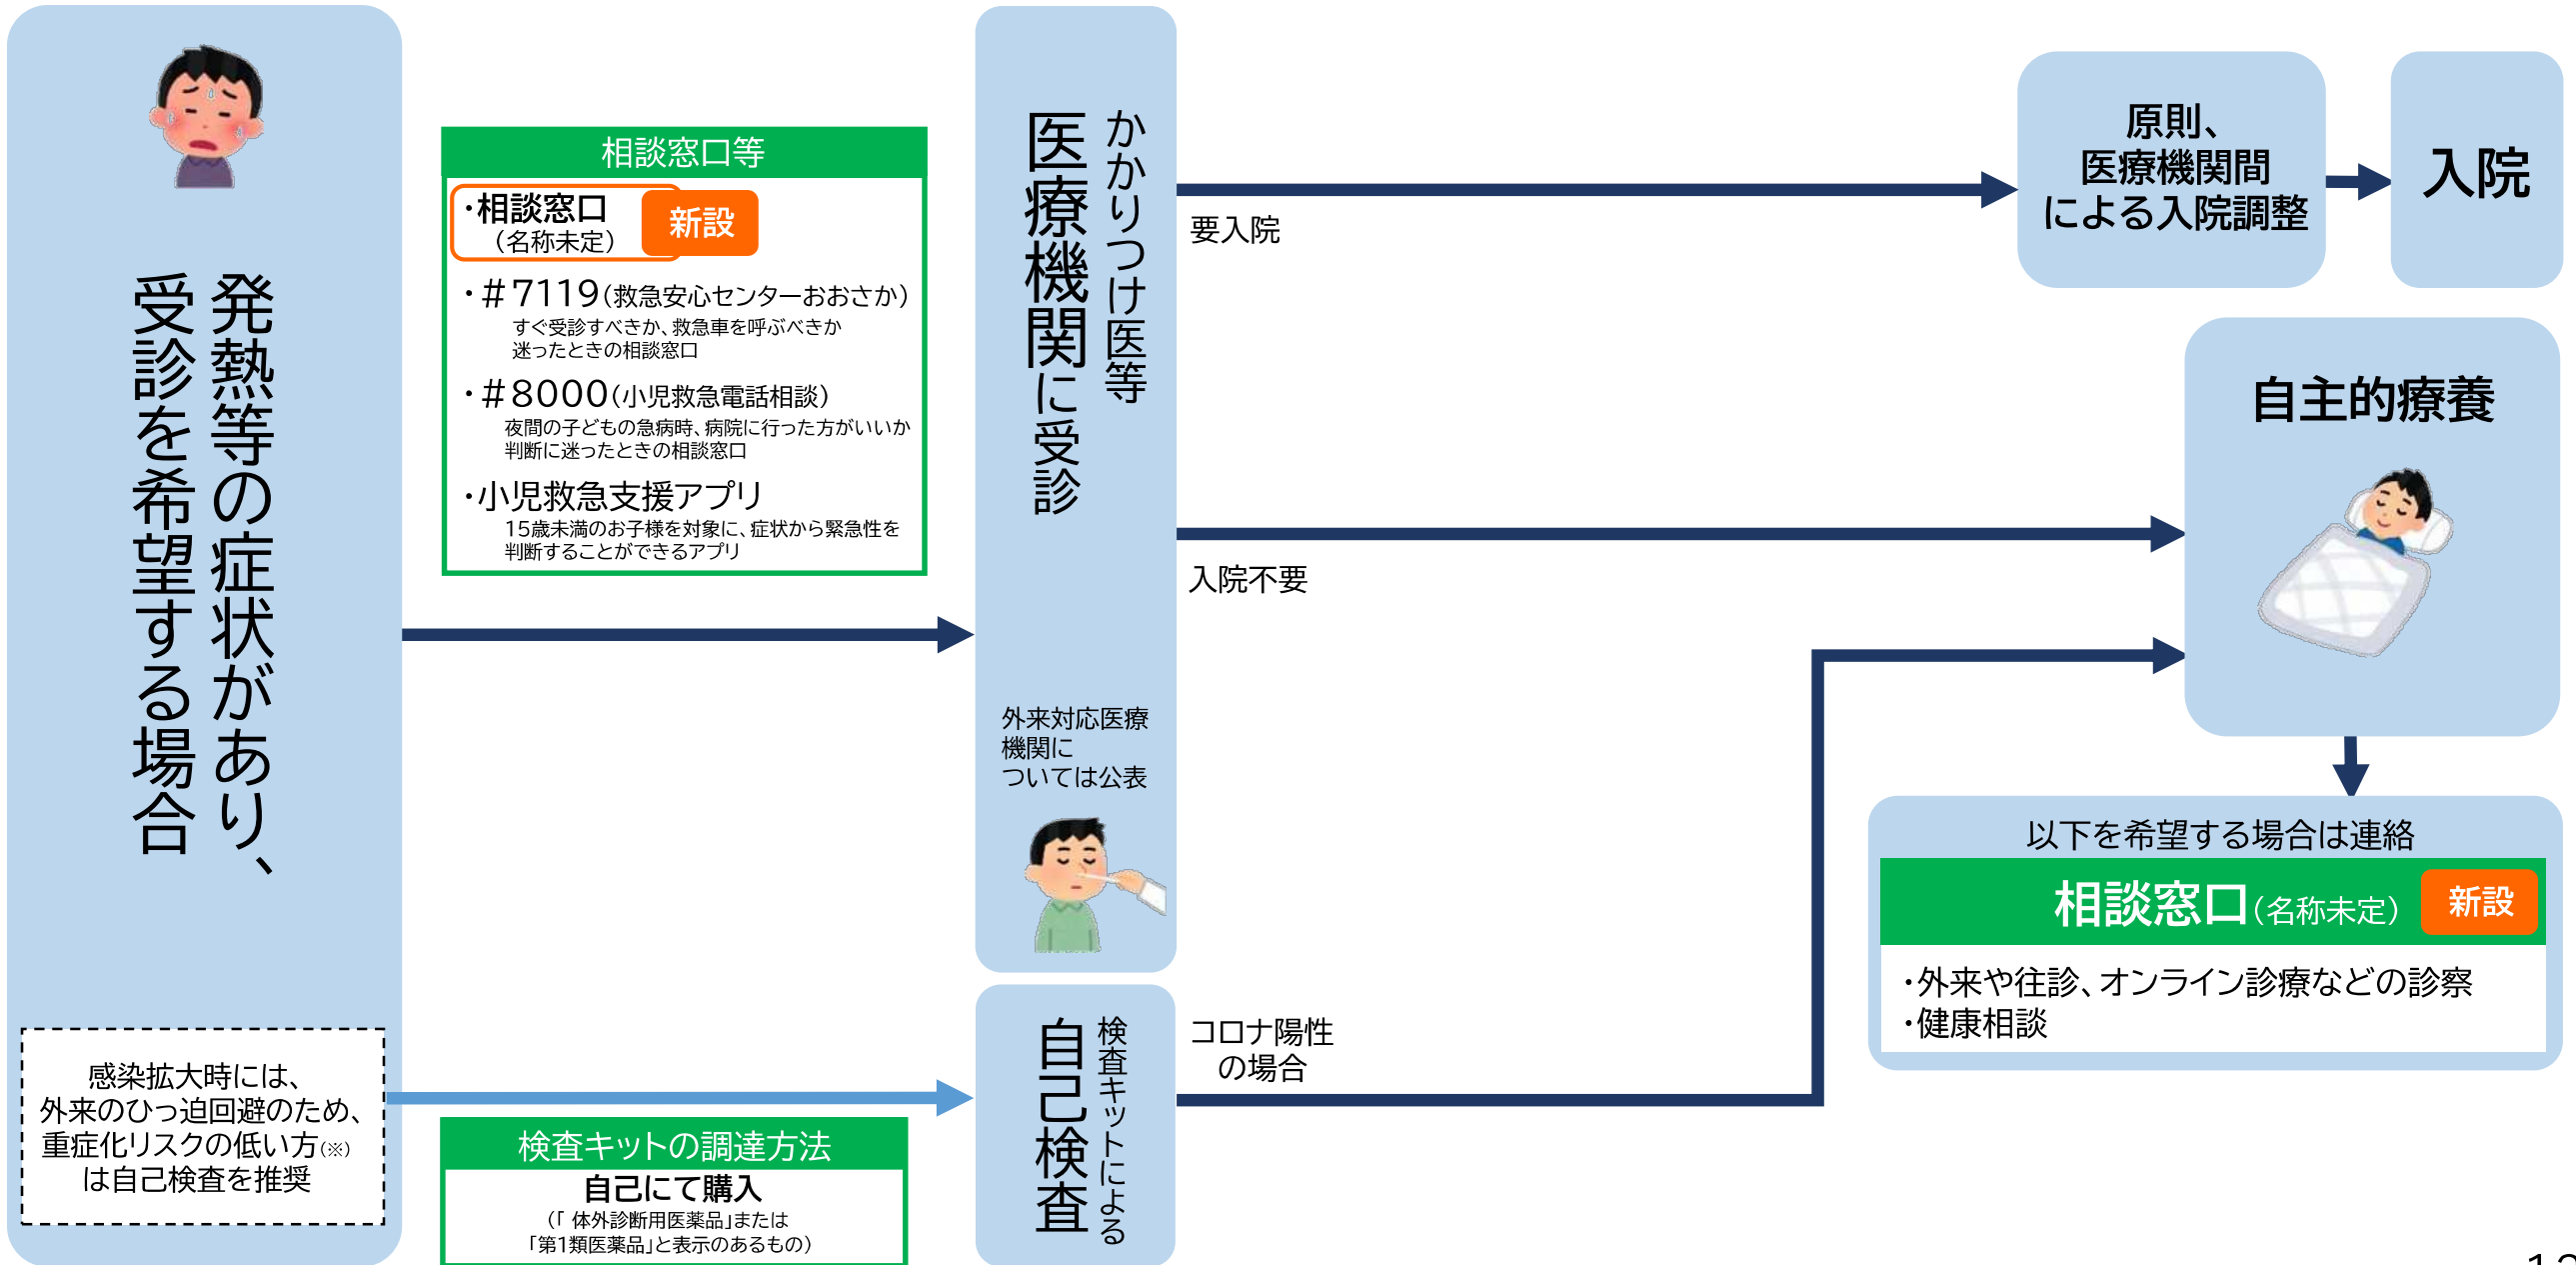 発熱等の症状があり、
受診を希望する場合
感染拡大時には、
外来のひっ迫回避のため、
重症化リスクの低い方(※)
は自己検査を推奨
相談窓口等
・相談窓口
(名称未定)
新設
・#7119(救急安心センターおおさか)
すぐ受診すべきか、救急車を呼ぶべきか
迷ったときの相談窓口
・#8000(小児救急電話相談)
夜間の子どもの急病時、病院に行った方がいいか
判断に迷ったときの相談窓口
・小児救急支援アプリ
15歳未満のお子様を対象に、症状から緊急性を
判断することができるアプリ
検査キットの調達方法
自己にて購入
(「 体外診断用医薬品」または
「第1類医薬品」と表示のあるもの)
かかりつけ医等
医療機関に受診
外来対応医療
機関に
ついては公表
検査キットによる
自己検査
要入院
入院不要
コロナ陽性
の場合
原則、
医療機関間
による入院調整
入院
自主的療養
以下を希望する場合は連絡
相談窓口(名称未定)
新設
・外来や往診、オンライン診療などの診察
・健康相談